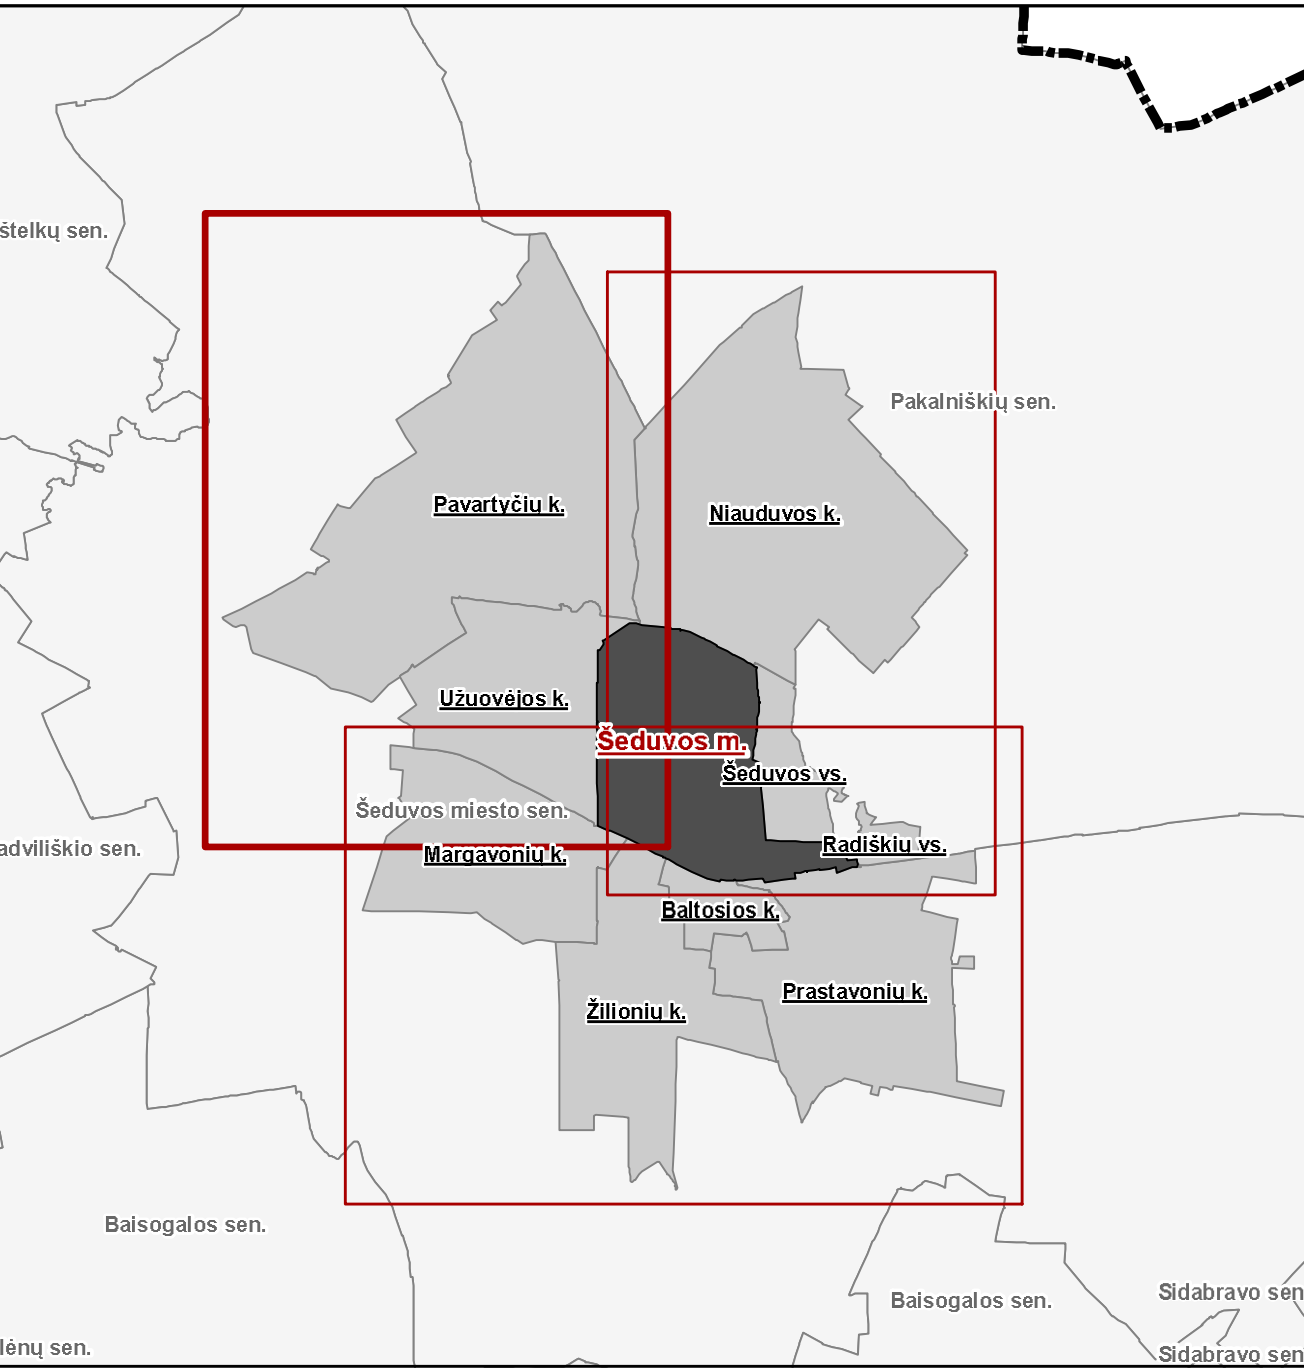 štelkų sen.
Pakalniškių sen.
Pavartyčių k.
Niauduvos k.
Užuovėjos k.
Šeduvos m.
Šeduvos vs.
Šeduvos miesto sen.
adviliškio sen.
Margavonių k.
Radiškių vs.
Baltosios k.
Prastavonių k.
Žilionių k.
Baisogalos sen.
Baisogalos sen.
Sidabravo sen
lėnų sen.
Sidabravo sen